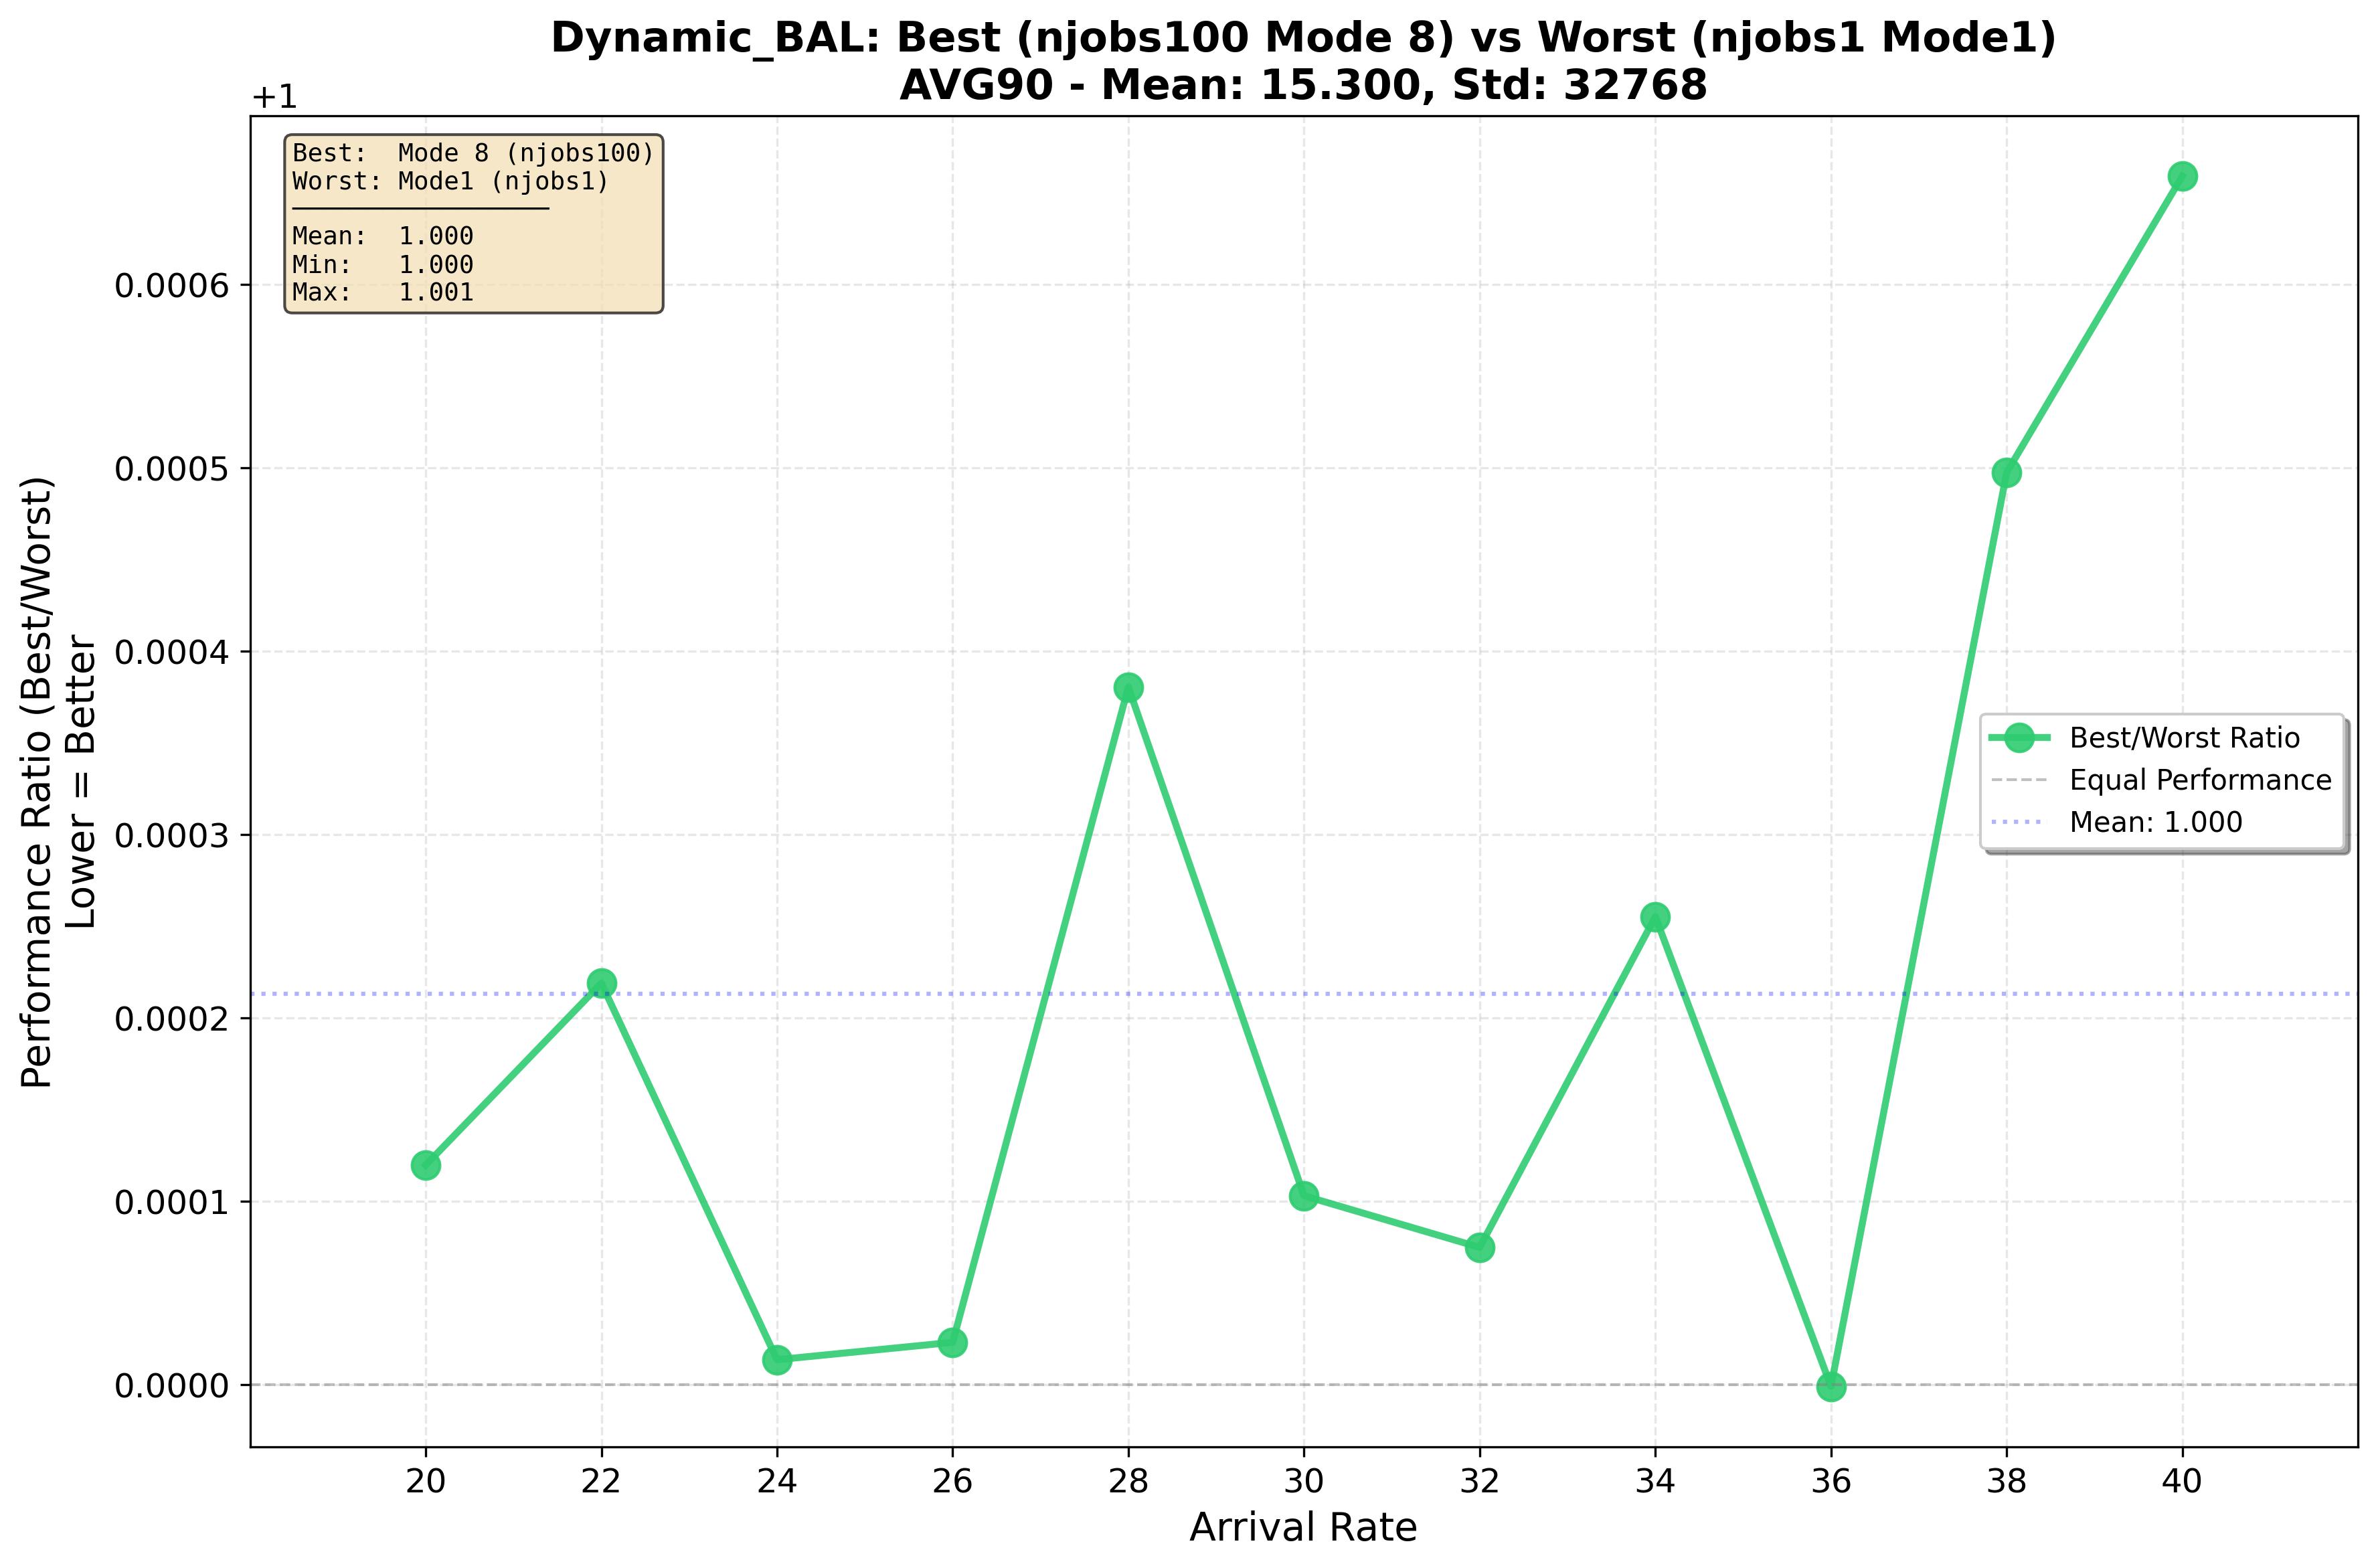 Dynamic_BAL: Best (njobs100 Mode 8) vs Worst (njobs1 Mode1)
AVG90 - Mean: 15.300, Std: 32768
+1
Best:  Mode 8 (njobs100)
Worst: Mode1 (njobs1)
Mean:  1.000
Min:   1.000
Max:   1.001
0.0006
0.0005
0.0004
0.0003
0.0002
0.0001
0.0000
Performance Ratio (Best/Worst)
Lower = Better
Best/Worst Ratio
Equal Performance
Mean: 1.000
20 22 24 26 28 30 32 34 36 38 40
Arrival Rate